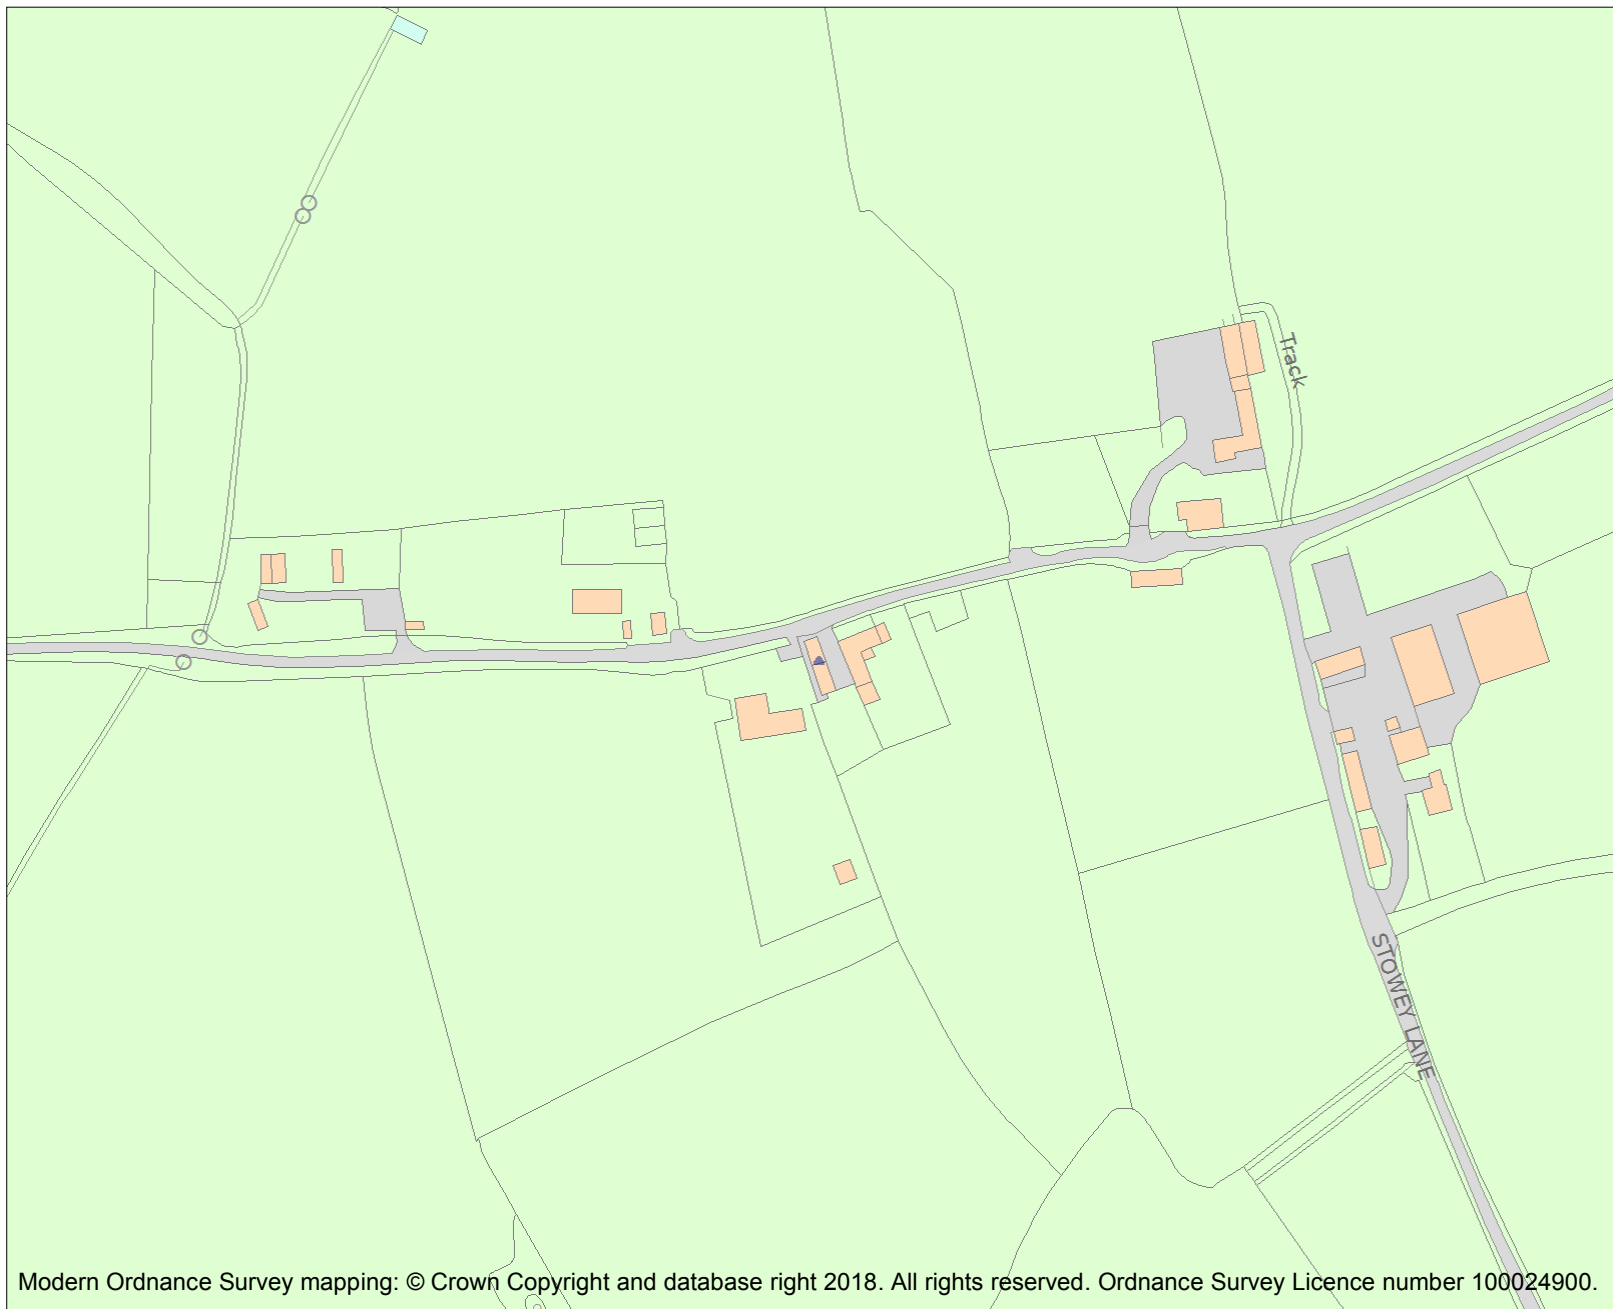 Track
STOWEY LANE
Modern Ordnance Survey mapping: © Crown Copyright and database right 2018. All rights reserved. Ordnance Survey Licence number 100024900.